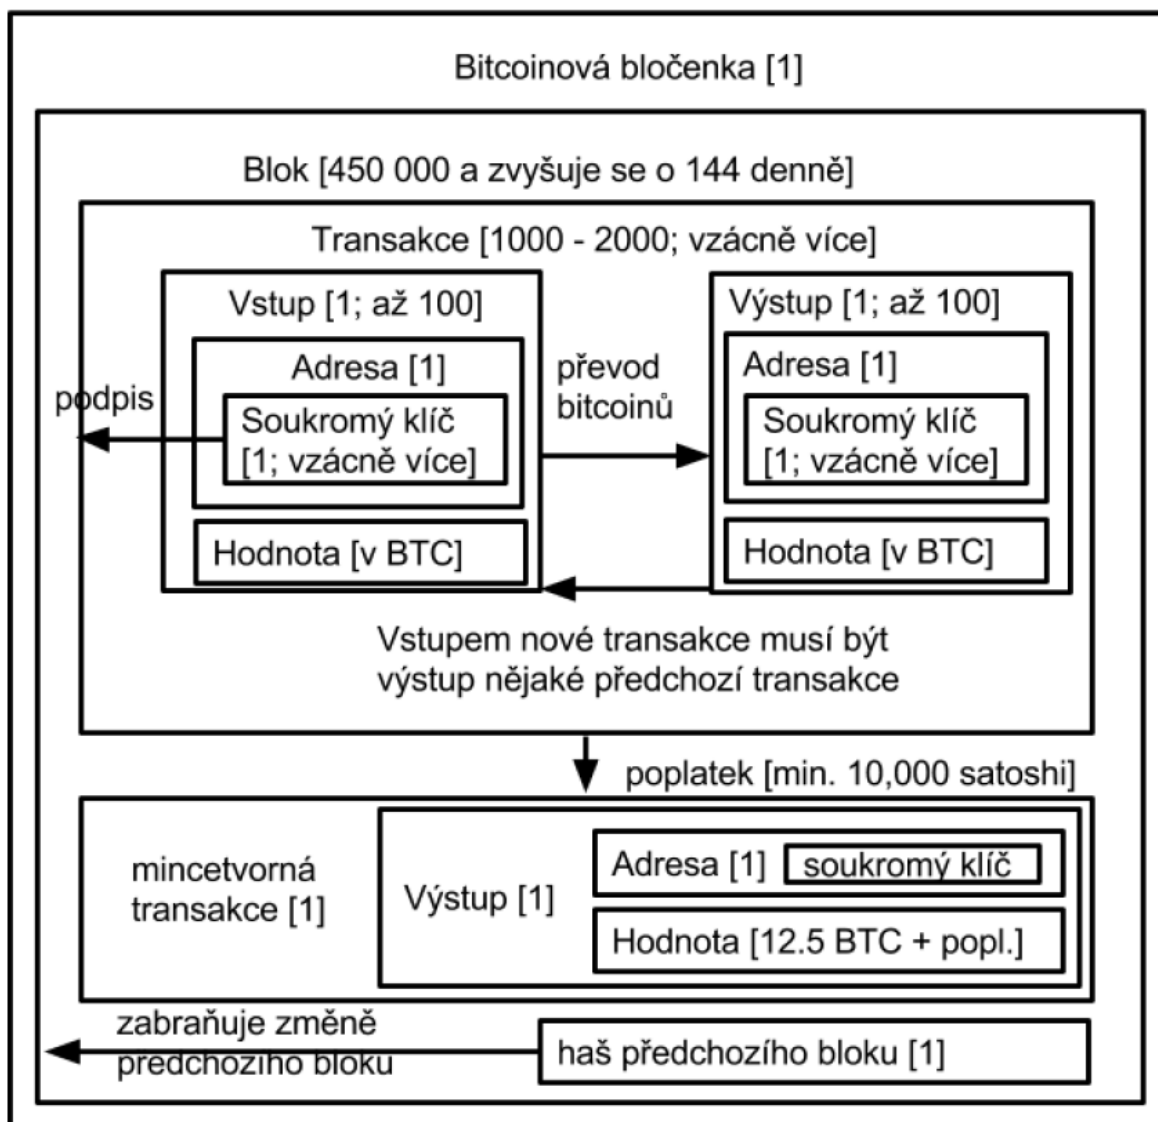 Bitcoinová bločenka [1]
Blok [450 000 a zvyšuje se o 144 denně]
Transakce [1000 - 2000; vzácně více]
Vstup [1; až 100]
Adresa [1]
podpis
Soukromý klíč
[1; vzácně více]
Hodnota [v BTC]
převod
bitcoinů
Výstup [1; až 100]
Adresa [1]
Soukromý klíč
[1; vzácně více]
Hodnota [v BTC]
Vstupem nové transakce musí být
výstup nějaké předchozí transakce
poplatek [min. 10,000 satoshi]
mincetvorná
transakce [1]
Výstup [1]
Adresa [1]
soukromý klíč
Hodnota [12.5 BTC + popl.]
zabraňuje změně
předchozího bloku
haš předchozího bloku [1]